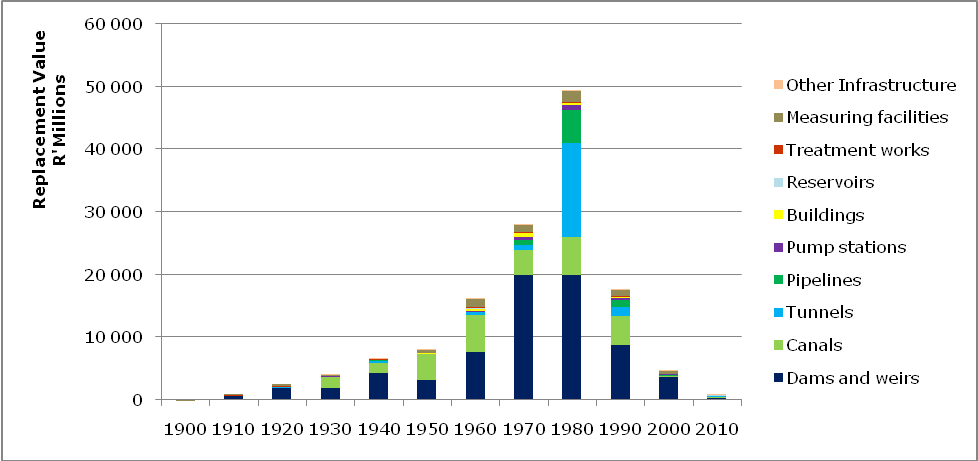 Replacement Value
R'Millions
60 000
50 000
40 000
30 000
20 000
10 000
0
1900 1910 1920 1930 1940 1950 1960 1970 1980 1990 2000 2010
Other Infrastructure
Measuring facilities
Treatment works
Reservoirs
Buildings
Pump stations
Pipelines
Tunnels
Canals
Dams and weirs